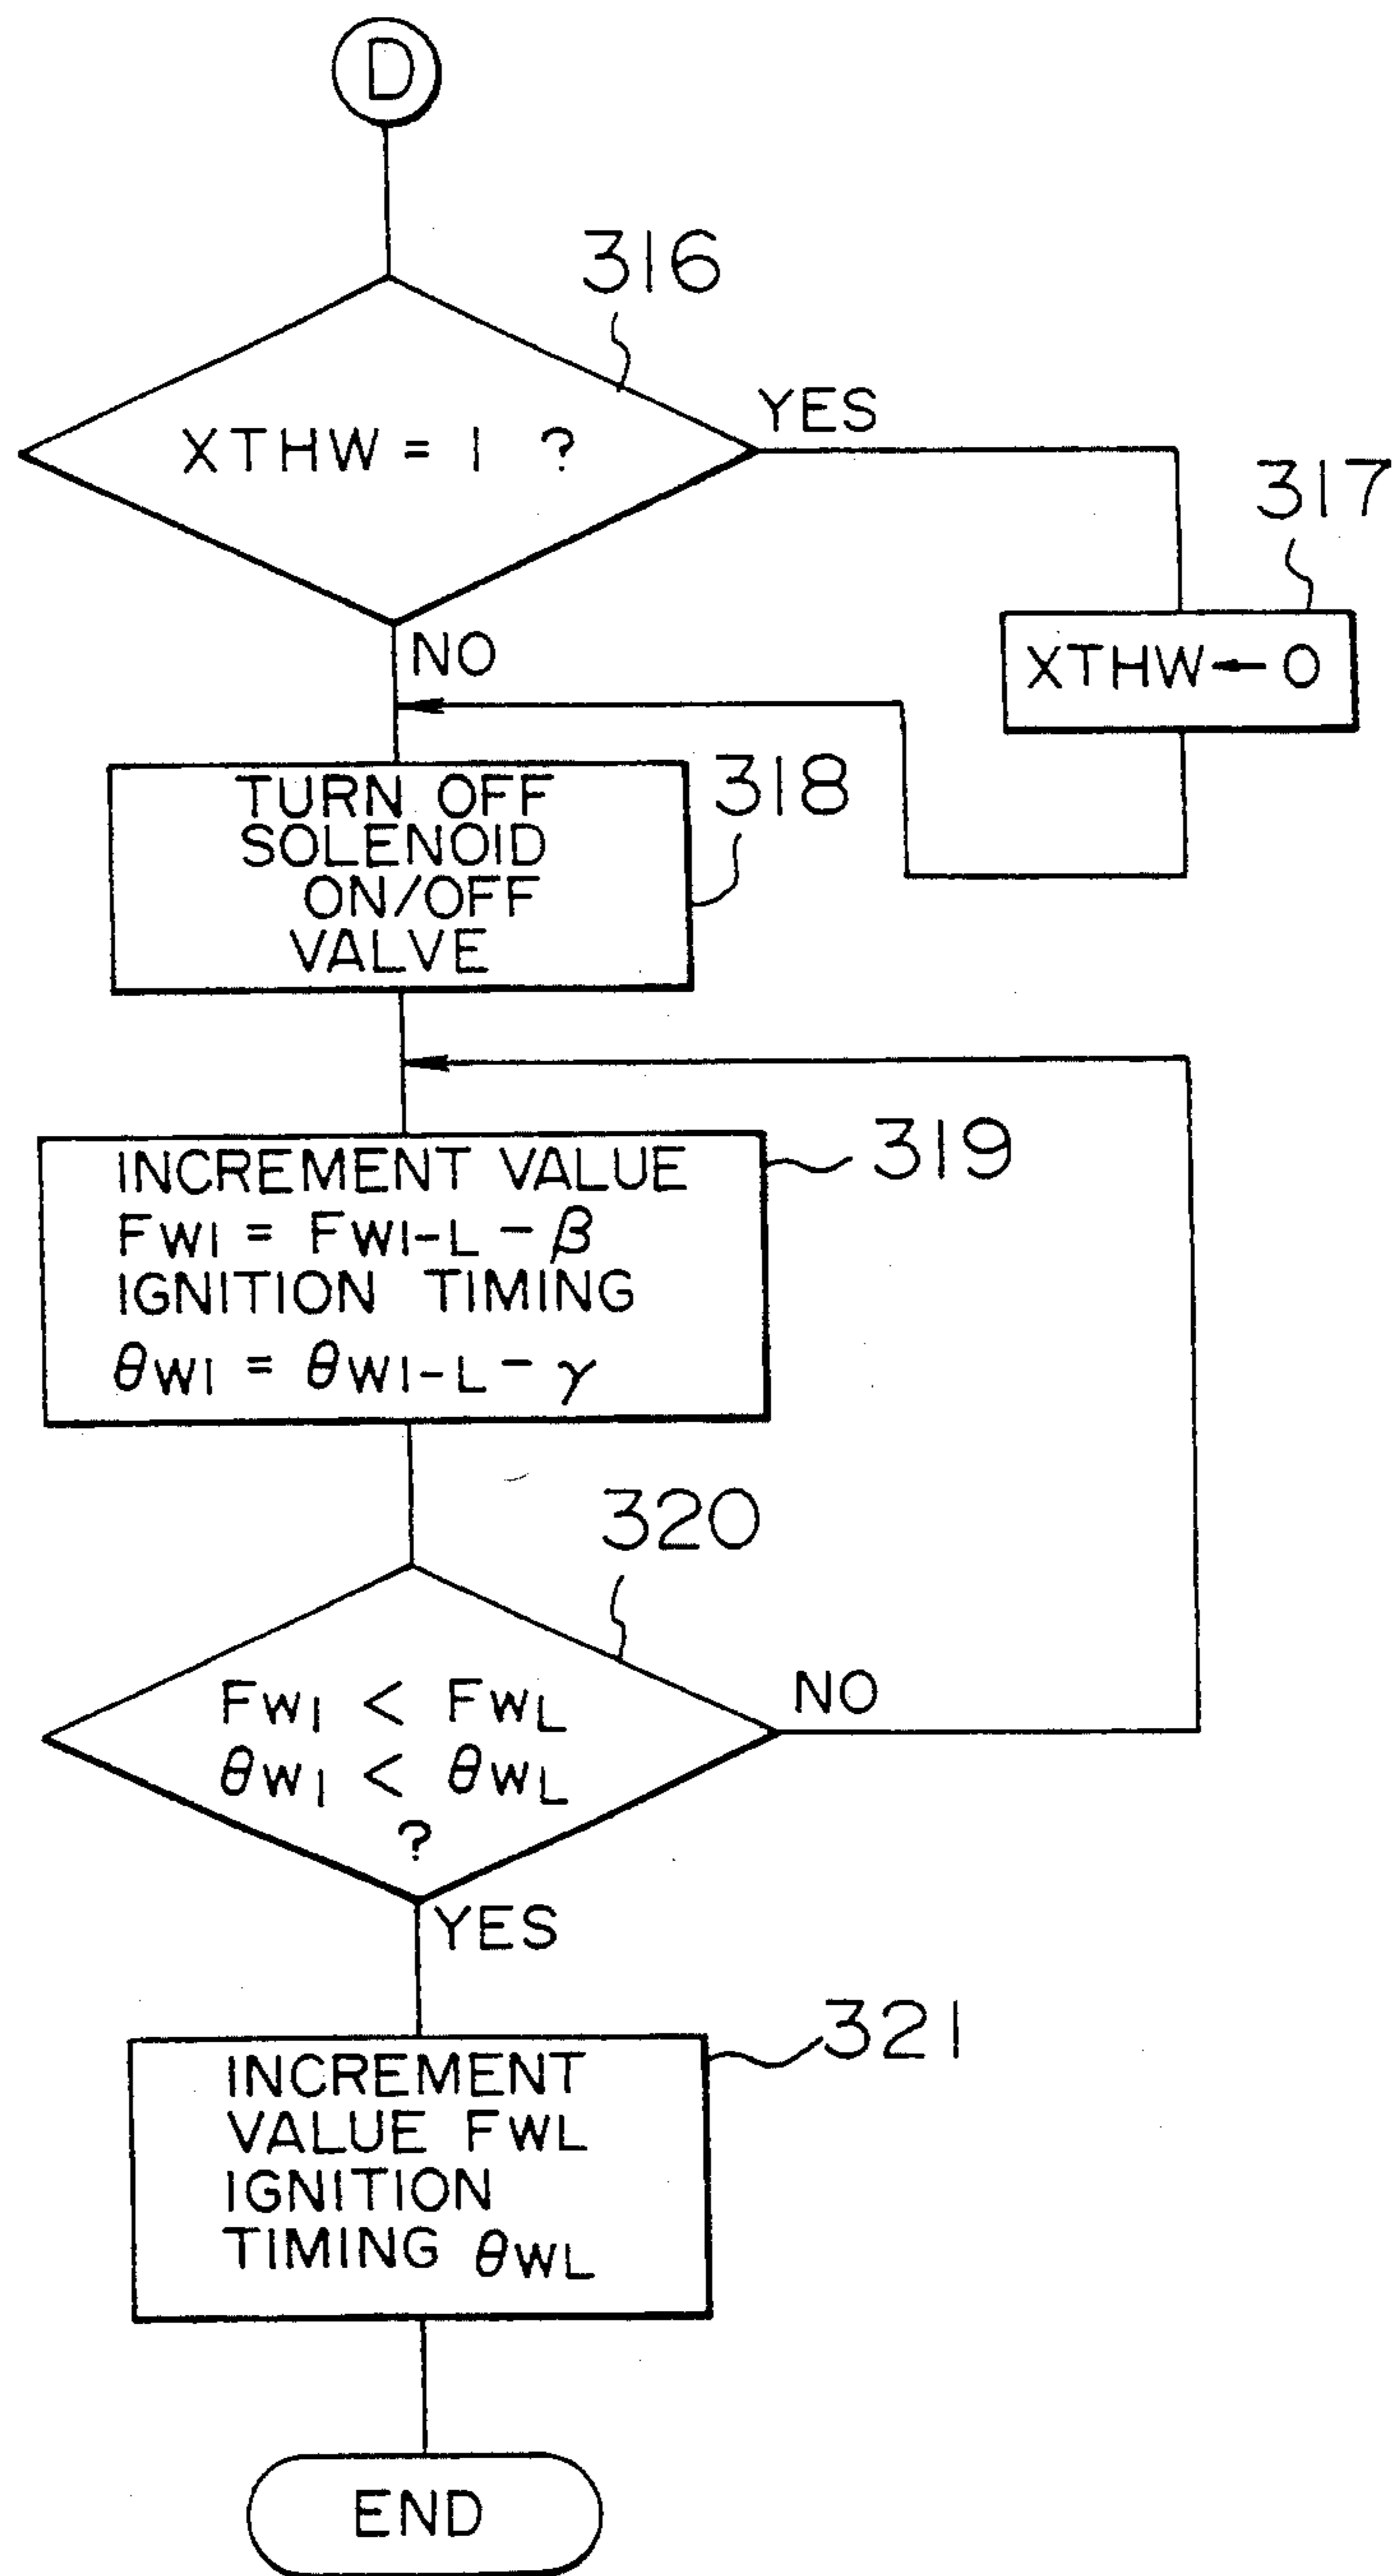 D
316
XTHW = 1 ?
YES
317
NO
XTHW ← 0
318
TURN OFF
SOLENOID
ON/OFF
VALVE
319
INCREMENT VALUE
FWI = FWI-L - β
IGNITION TIMING
θWI = θWI-L - γ
320
FWI < FWL
θWI < θWL
?
NO
YES
321
INCREMENT
VALUE FWL
IGNITION
TIMING θWL
END